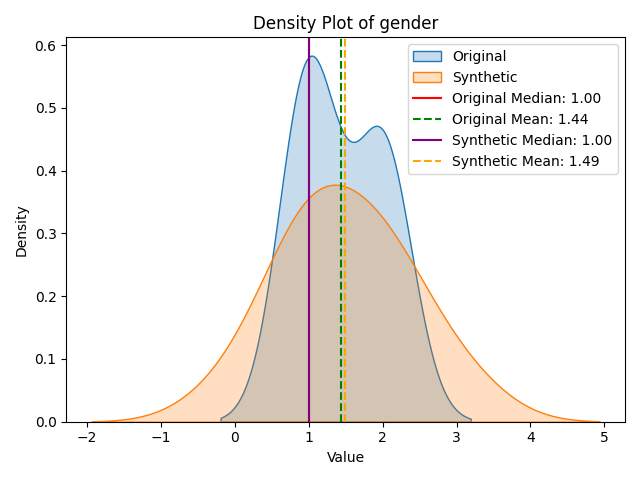 Density Plot of gender
Original
Synthetic
Original Median: 1.00
Original Mean: 1.44
Synthetic Median: 1.00
Synthetic Mean: 1.49
0.6
0.5
0.4
0.3
0.2
0.1
0.0
Density
−2 −1 0 1 2 3 4 5
Value